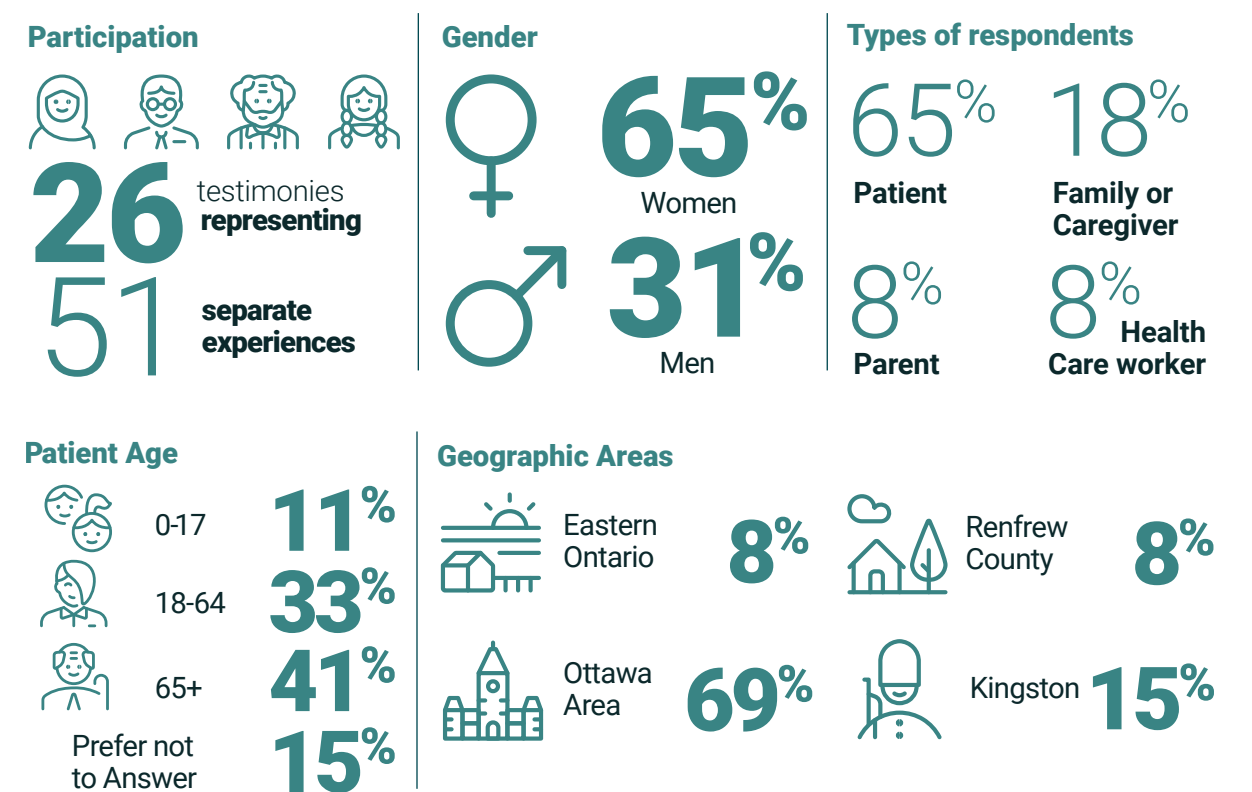 Participation
26 testimonies
representing
51 separate
experiences
Gender
65%
Women
31%
Men
Types of respondents
65%
Patient
18%
Family or
Caregiver
8%
Parent
8%
Health
Care worker
Patient Age
0-17 11%
18-64 33%
65+ 41%
Prefer not
to Answer 15%
Geographic Areas
Eastern
Ontario 8%
Renfrew
County 8%
Ottawa
Area 69%
Kingston 15%